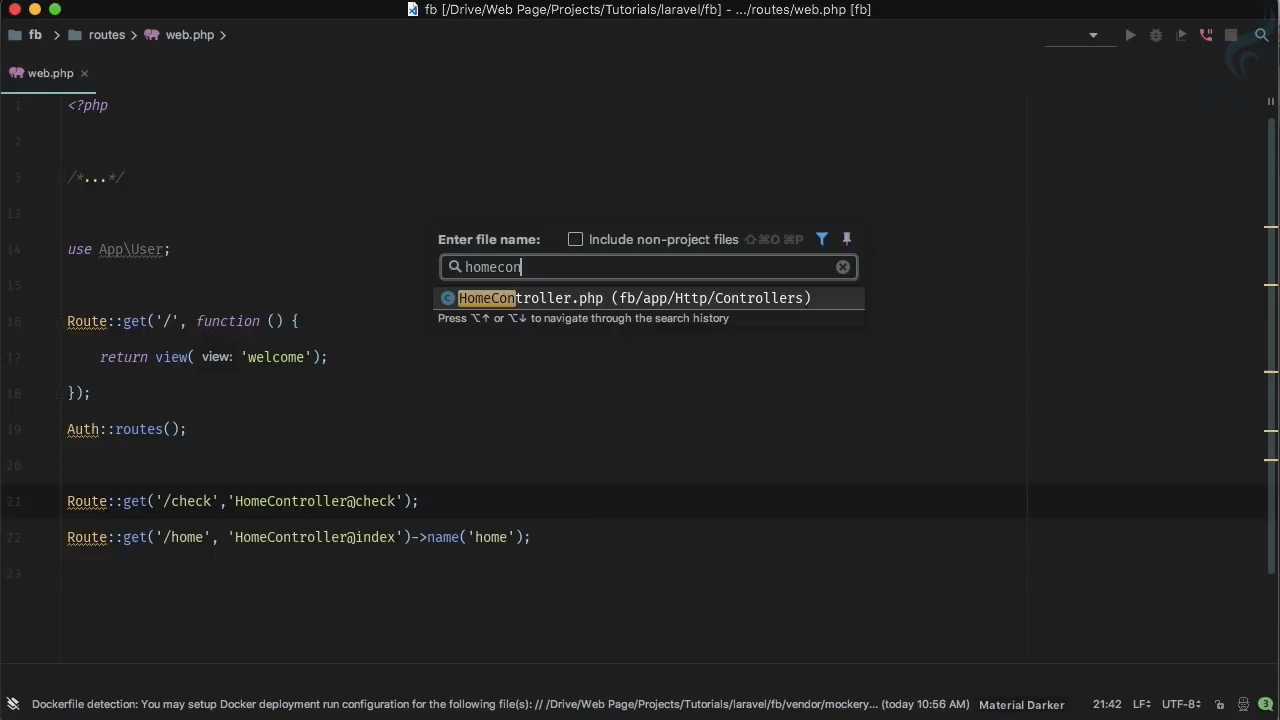 fb [/Drive/Web Page/Projects/Tutorials/laravel/fb] - .../routes/web.php [fb]
fb > routes > web.php >
web.php ×
1 <?php
2
3 /*...*/
13
14 use App\User;
15
16 Route::get('/', function () {
17 return view( view: 'welcome');
18 });
19 Auth::routes();
20
21 Route::get('/check','HomeController@check');
22 Route::get('/home', 'HomeController@index')->name('home');
23
Enter file name: Include non-project files ⇧⌘O ⌘P
homecon
C HomeController.php (fb/app/Http/Controllers)
Press ⌥↑ or ⌥↓ to navigate through the search history
Dockerfile detection: You may setup Docker deployment run configuration for the following file(s): // /Drive/Web Page/Projects/Tutorials/laravel/fb/vendor/mockery... (today 10:56 AM) Material Darker 21:42 LF÷ UTF-8÷ 3